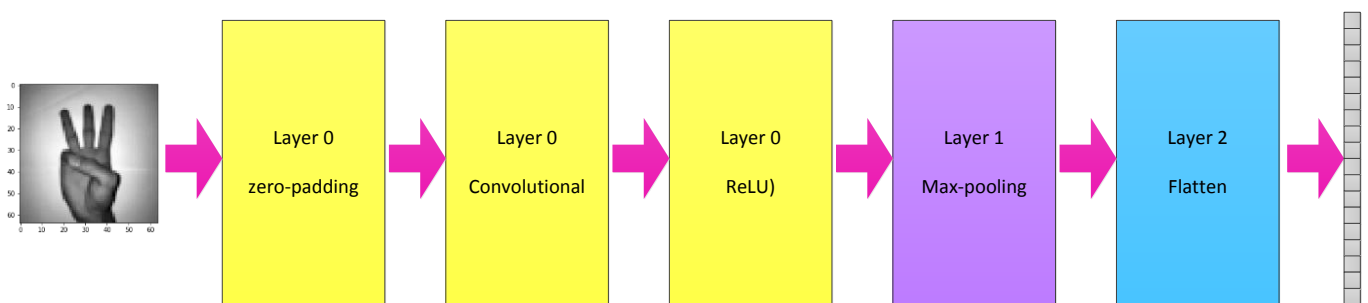 0
10
20
30
40
50
60
0 10 20 30 40 50 60
Layer 0
zero-padding
Layer 0
Convolutional
Layer 0
ReLU)
Layer 1
Max-pooling
Layer 2
Flatten